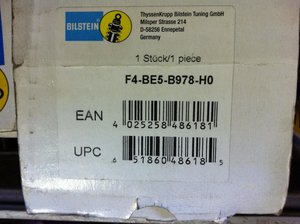 BILSTEIN
ThyssenKrupp Bilstein Tuning GmbH
Milsper Strasse 214
D-58256 Ennepetal
Germany
1 Stück/1 piece
F4-BE5-B978-H0
EAN
4 025258 486181
UPC
6 51860 48618 5